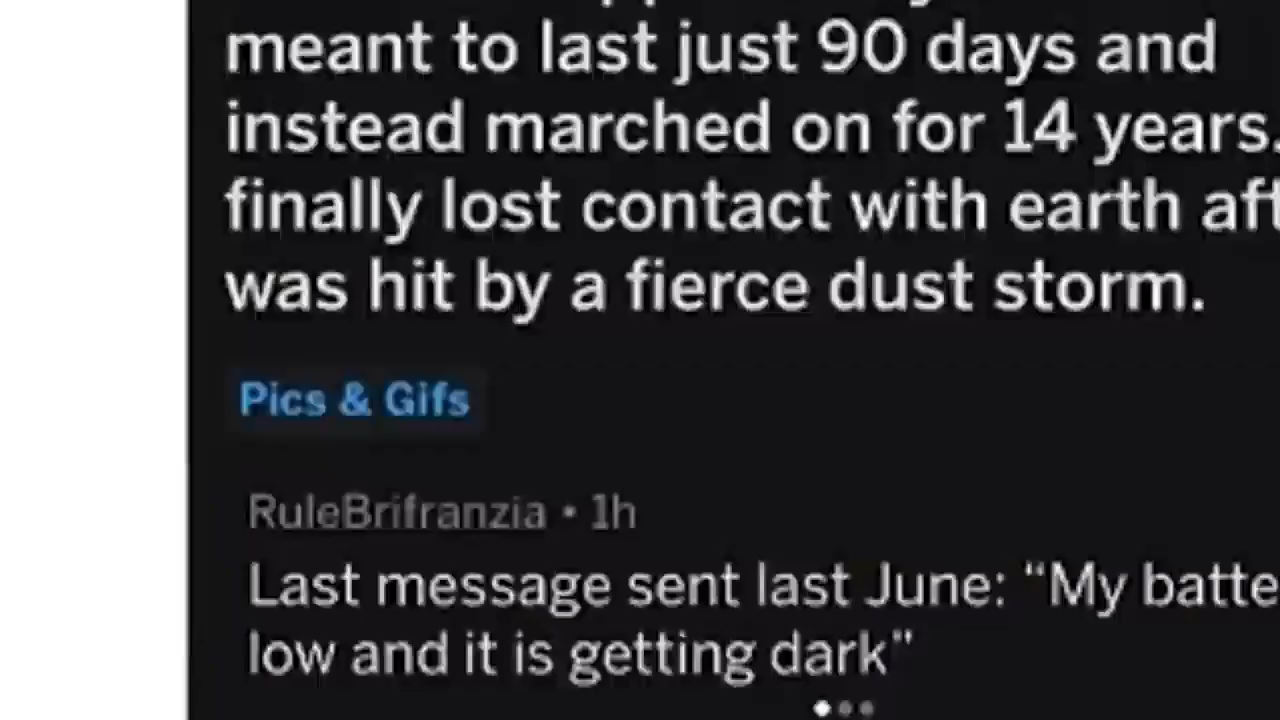 meant to last just 90 days and
instead marched on for 14 years.
finally lost contact with earth aft
was hit by a fierce dust storm.
Pics & Gifs
RuleBrifranzia • 1h
Last message sent last June: “My batte
low and it is getting dark”